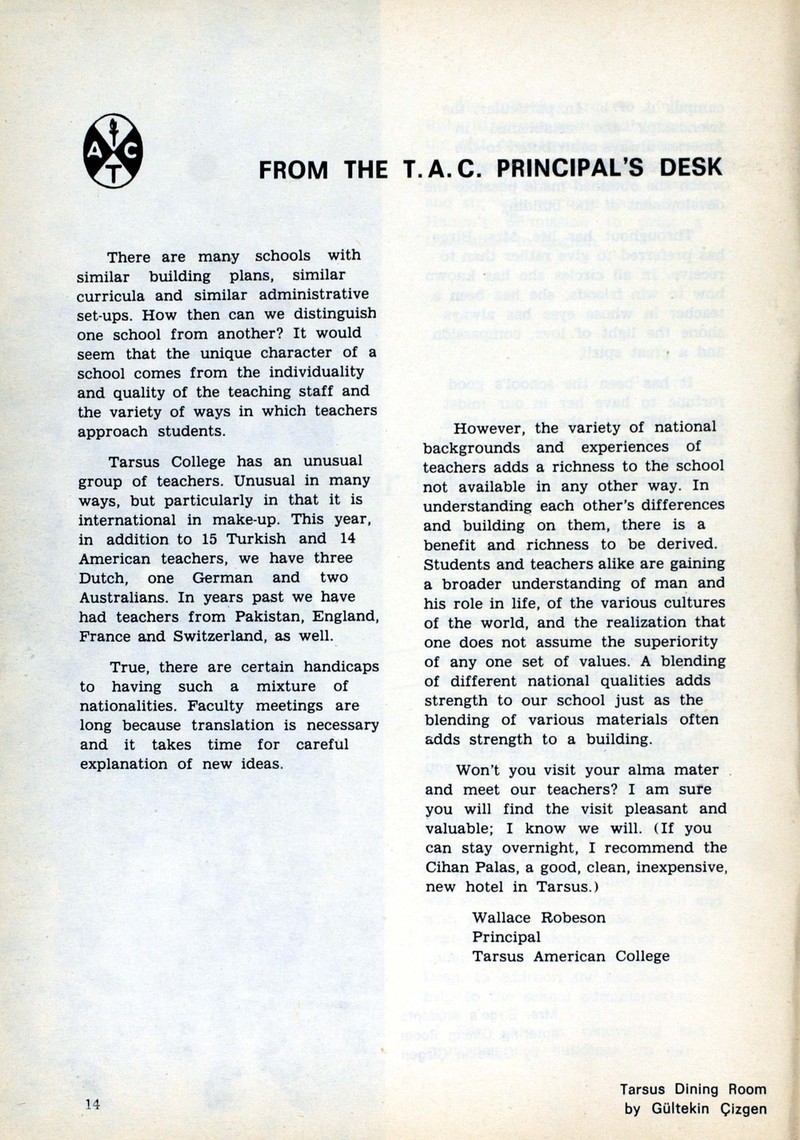 A C
T
FROM THE T.A.C. PRINCIPAL'S DESK
There are many schools with
similar building plans, similar
curricula and similar administrative
set-ups. How then can we distinguish
one school from another? It would
seem that the unique character of a
school comes from the individuality
and quality of the teaching staff and
the variety of ways in which teachers
approach students.
Tarsus College has an unusual
group of teachers. Unusual in many
ways, but particularly in that it is
international in make-up. This year,
in addition to 15 Turkish and 14
American teachers, we have three
Dutch, one German and two
Australians. In years past we have
had teachers from Pakistan, England,
France and Switzerland, as well.
True, there are certain handicaps
to having such a mixture of
nationalities. Faculty meetings are
long because translation is necessary
and it takes time for careful
explanation of new ideas.
However, the variety of national
backgrounds and experiences of
teachers adds a richness to the school
not available in any other way. In
understanding each other's differences
and building on them, there is a
benefit and richness to be derived.
Students and teachers alike are gaining
a broader understanding of man and
his role in life, of the various cultures
of the world, and the realization that
one does not assume the superiority
of any one set of values. A blending
of different national qualities adds
strength to our school just as the
blending of various materials often
adds strength to a building.
Won't you visit your alma mater
and meet our teachers? I am sure
you will find the visit pleasant and
valuable; I know we will. (If you
can stay overnight, I recommend the
Cihan Palas, a good, clean, inexpensive,
new hotel in Tarsus.)
Wallace Robeson
Principal
Tarsus American College
14
Tarsus Dining Room
by Gültekin Çizgen